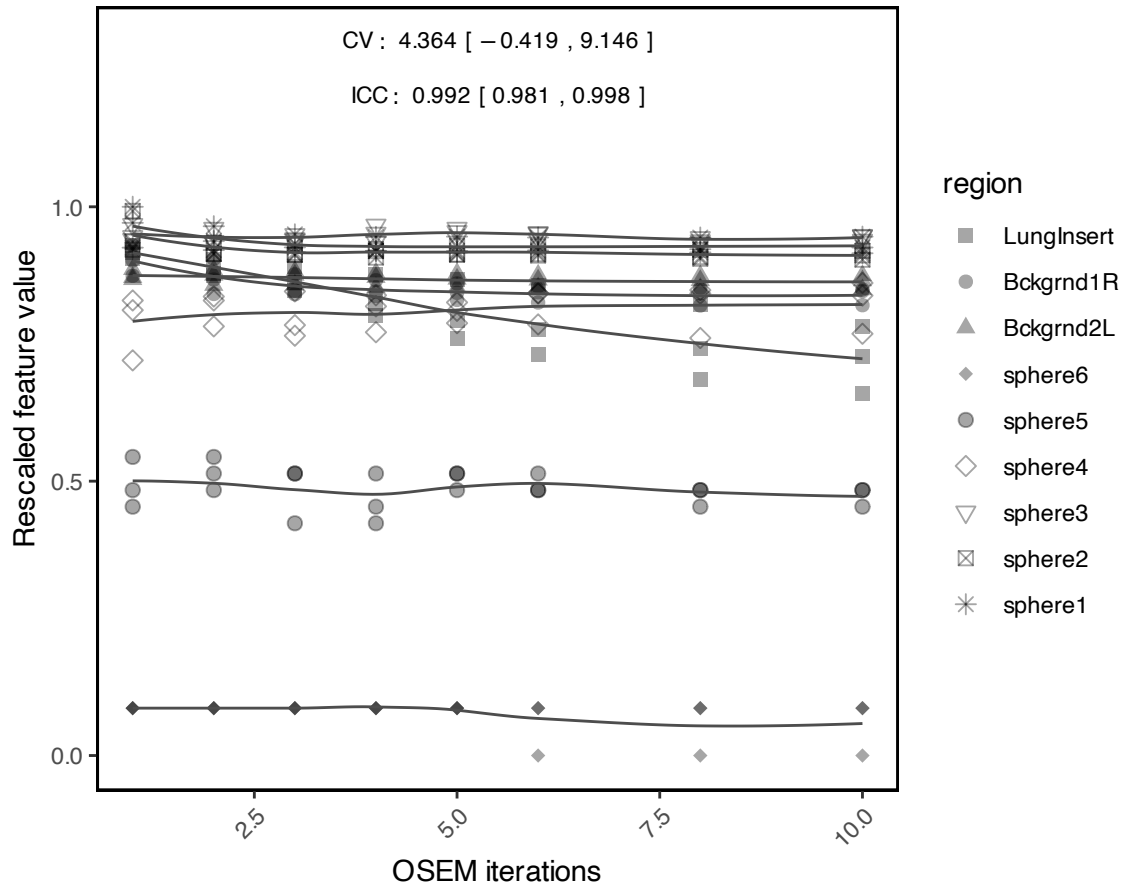 CV : 4.364 [ −0.419 , 9.146 ]
ICC : 0.992 [ 0.981 , 0.998 ]
1.0
0.5
0.0
Rescaled feature value
2.5
5.0
7.5
10.0
OSEM iterations
region
LungInsert
Bckgrnd1R
Bckgrnd2L
sphere6
sphere5
sphere4
sphere3
sphere2
sphere1